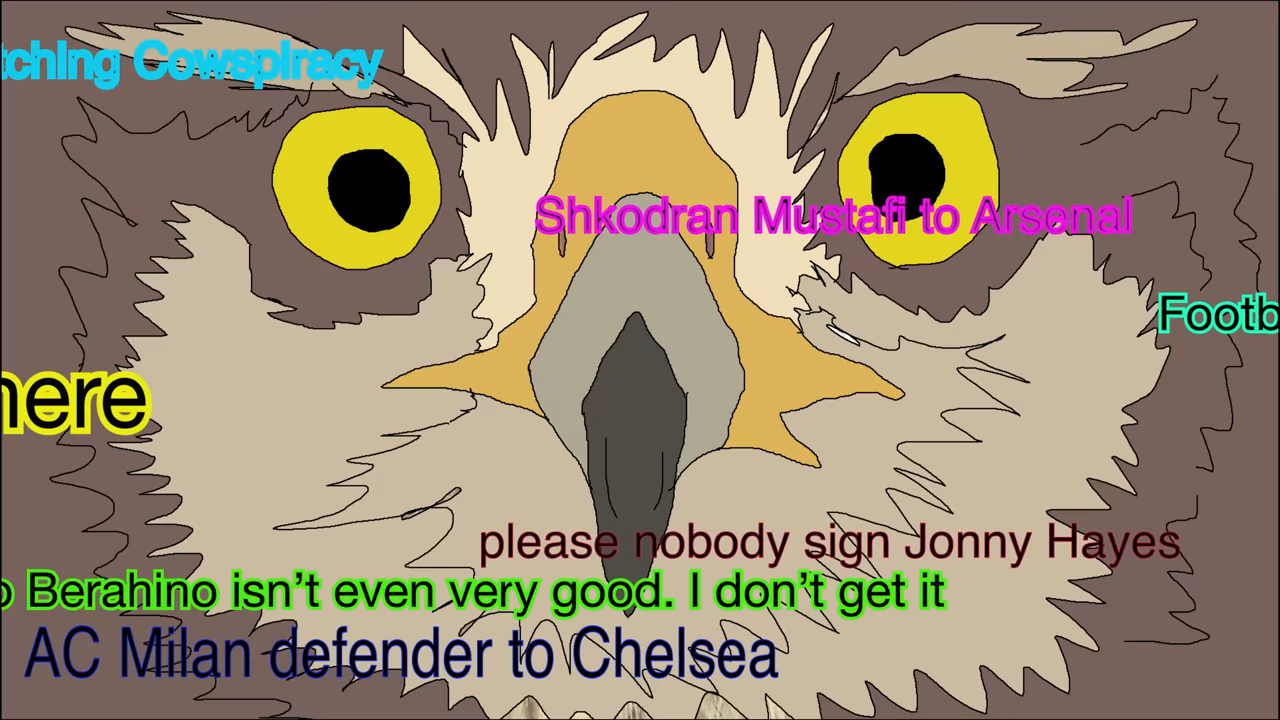 tching Cowspiracy
Shkodran Mustafi to Arsenal
Footb
here
please nobody sign Jonny Hayes
o Berahino isn't even very good. I don't get it
AC Milan defender to Chelsea